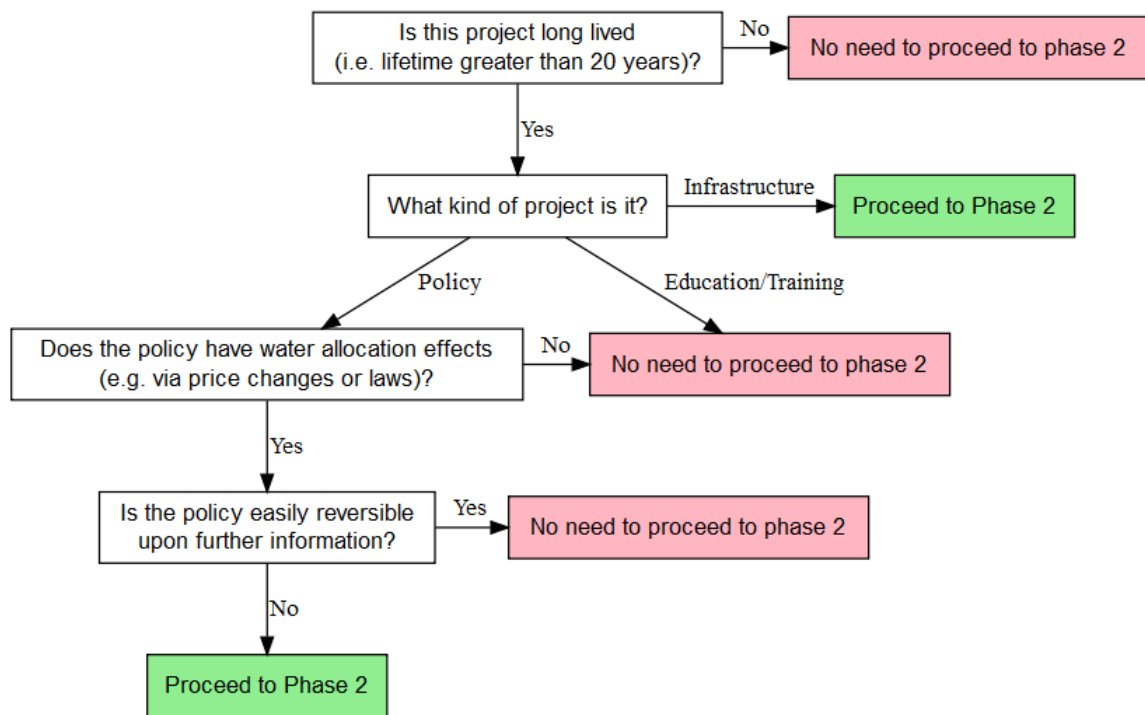 Is this project long lived
(i.e. lifetime greater than 20 years)?
No
No need to proceed to phase 2
Yes
What kind of project is it?
Infrastructure
Proceed to Phase 2
Policy
Education/Training
Does the policy have water allocation effects
(e.g. via price changes or laws)?
No
No need to proceed to phase 2
Yes
Is the policy easily reversible
upon further information?
Yes
No need to proceed to phase 2
No
Proceed to Phase 2